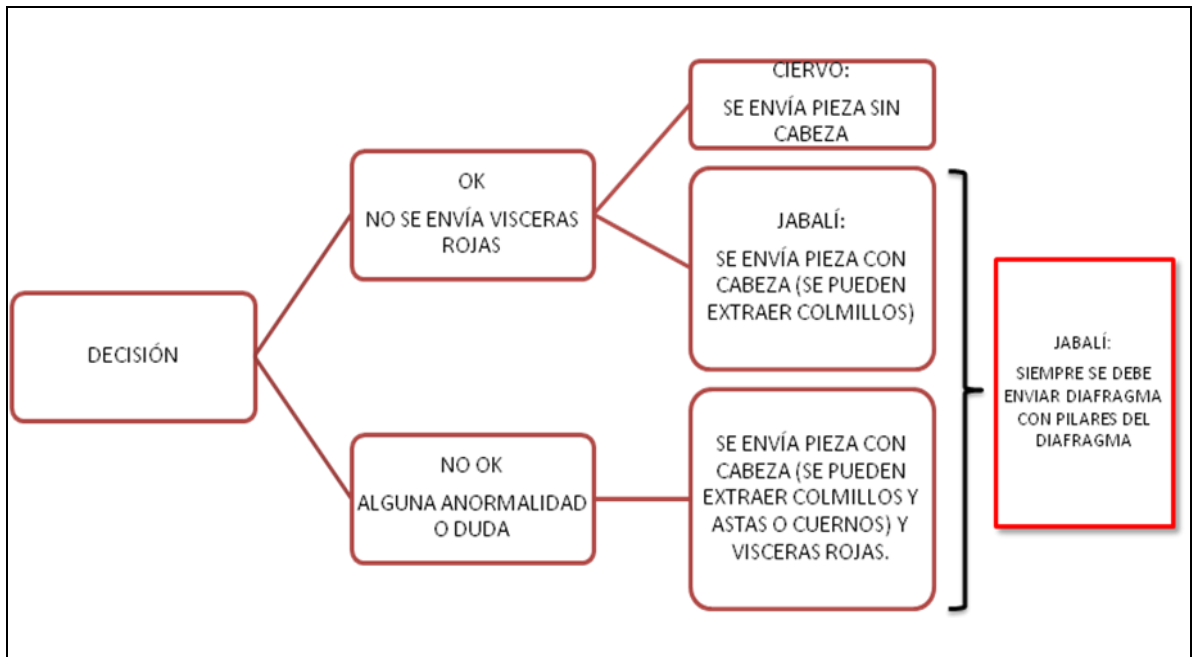 CIERVO:
SE ENVÍA PIEZA SIN
CABEZA
OK
NO SE ENVÍA VISCERAS
ROJAS
JABALÍ:
SE ENVÍA PIEZA CON
CABEZA (SE PUEDEN
EXTRAER COLMILLOS)
DECISIÓN
JABALÍ:
SIEMPRE SE DEBE
ENVIAR DIAFRAGMA
CON PILARES DEL
DIAFRAGMA
NO OK
ALGUNA ANORMALIDAD
O DUDA
SE ENVÍA PIEZA CON
CABEZA (SE PUEDEN
EXTRAER COLMILLOS Y
ASTAS O CUERNOS) Y
VISCERAS ROJAS.